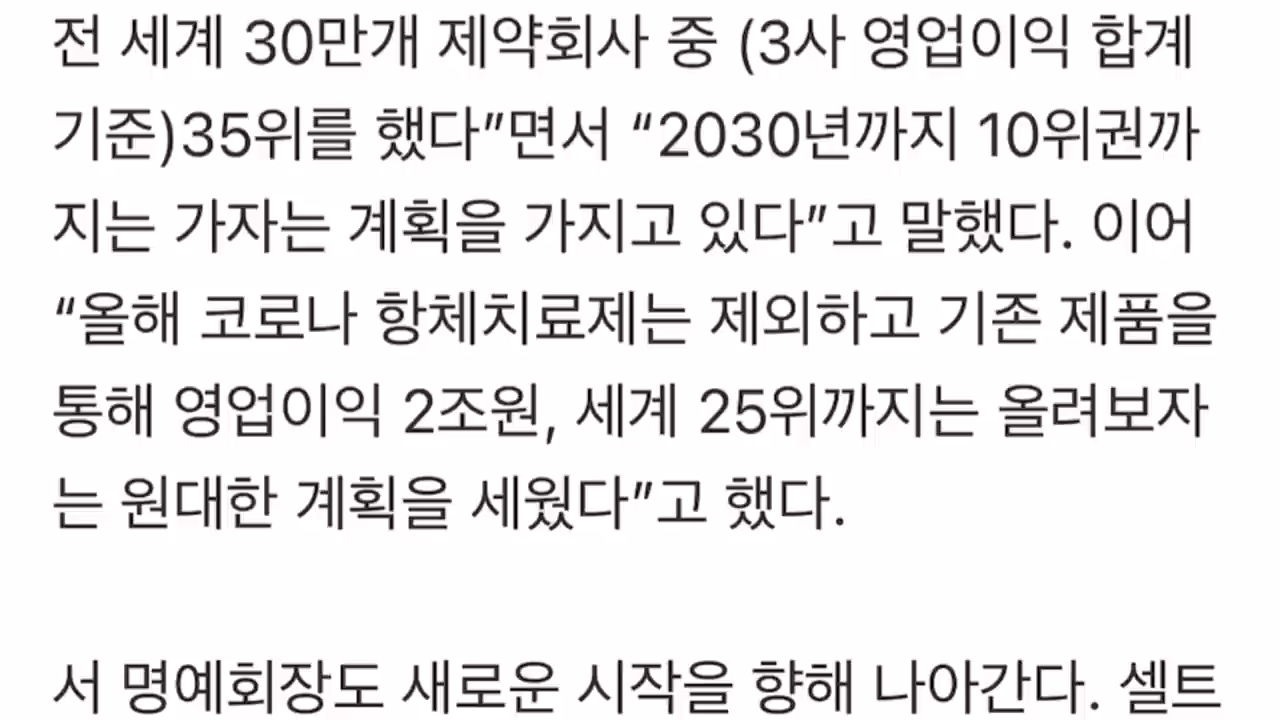 전 세계 30만개 제약회사 중 (3사 영업이익 합계
기준)35위를 했다”면서 “2030년까지 10위권까
지는 가자는 계획을 가지고 있다”고 말했다. 이어
“올해 코로나 항체치료제는 제외하고 기존 제품을
통해 영업이익 2조원, 세계 25위까지는 올려보자
는 원대한 계획을 세웠다”고 했다.
서 명예회장도 새로운 시작을 향해 나아간다. 셀트